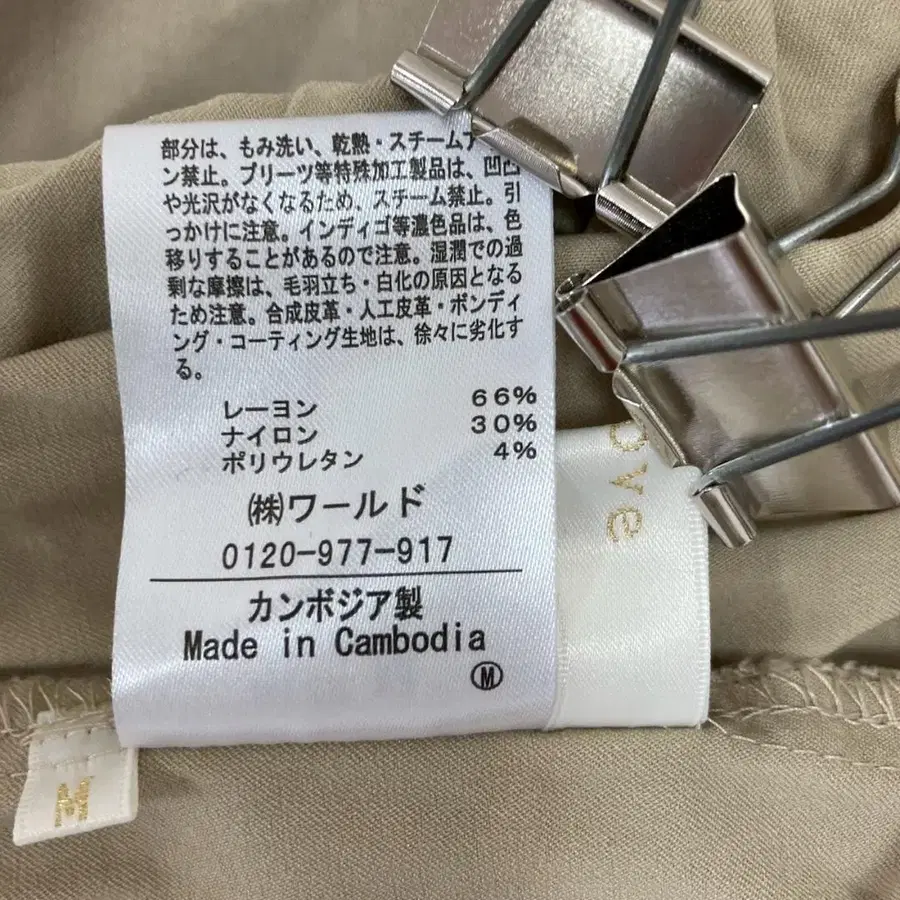 部分は、もみ洗い、乾熱・スチームア
ン禁止。プリーツ等特殊加工製品は、凹凸
や光沢がなくなるため、スチーム禁止。引
っかけに注意。インディゴ等濃色品は、色
移りすることがあるので注意。湿潤での過
剰な摩擦は、毛羽立ち・白化の原因となる
ため注意。合成皮革・人工皮革・ボンディ
ング・コーティング生地は、徐々に劣化す
る。
レーヨン 66%
ナイロン 30%
ポリウレタン 4%
㈱ワールド
0120-977-917
カンボジア製
Made in Cambodia
Ⓜ
ove
M